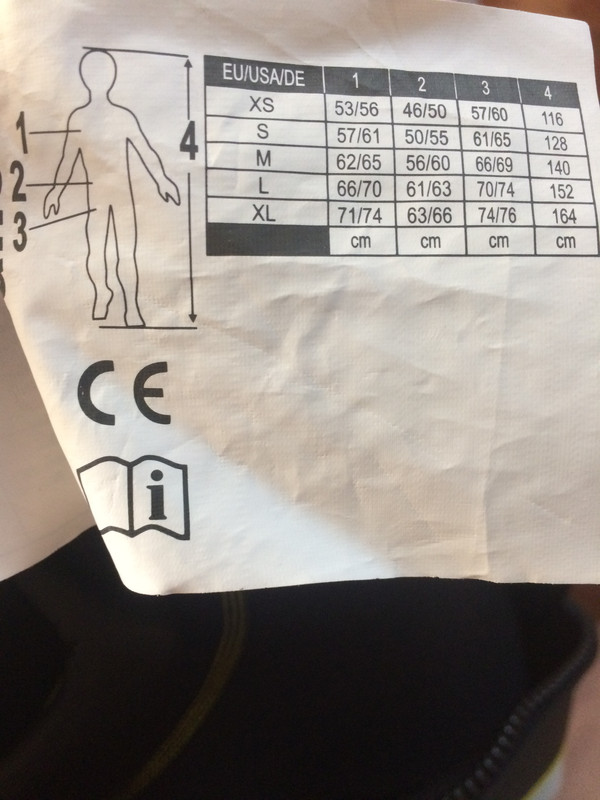 EU/USA/DE 1 2 3 4
XS 53/56 46/50 57/60 116
S 57/61 50/55 61/65 128
M 62/65 56/60 66/69 140
L 66/70 61/63 70/74 152
XL 71/74 63/66 74/76 164
cm cm cm cm
1
4
2
3
CE
i